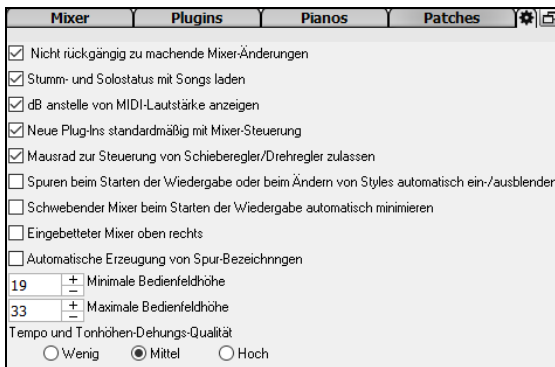 Mixer Plugins Pianos Patches
Nicht rückgängig zu machende Mixer-Änderungen
Stumm- und Solostatus mit Songs laden
dB anstelle von MIDI-Lautstärke anzeigen
Neue Plug-Ins standardmäßig mit Mixer-Steuerung
Mausrad zur Steuerung von Schieberegler/Drehregler zulassen
Spuren beim Starten der Wiedergabe oder beim Ändern von Styles automatisch ein-/ausblenden
Schwebender Mixer beim Starten der Wiedergabe automatisch minimieren
Eingebetteter Mixer oben rechts
Automatische Erzeugung von Spur-Bezeichnngen
19 + − Minimale Bedienfeldhöhe
33 + − Maximale Bedienfeldhöhe
Tempo und Tonhöhen-Dehungs-Qualität
Wenig Mittel Hoch